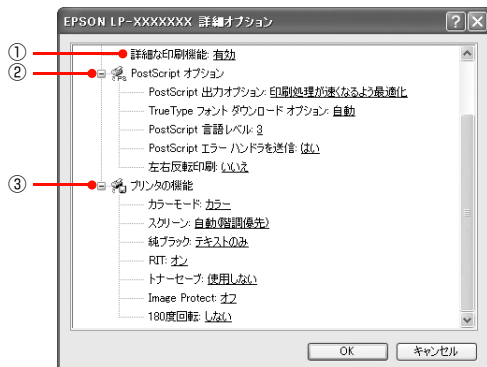 EPSON LP-XXXXXXX 詳細オプション
① 詳細な印刷機能: 有効
② PostScript オプション
PostScript 出力オプション: 印刷処理が速くなるよう最適化
TrueType フォント ダウンロード オプション: 自動
PostScript 言語レベル: 3
PostScript エラー ハンドラを送信: はい
左右反転印刷: いいえ
③ プリンタの機能
カラーモード: カラー
スクリーン: 自動(階調優先)
純ブラック: テキストのみ
RIT: オン
トナーセーブ: 使用しない
Image Protect: オフ
180度回転: しない
OK キャンセル